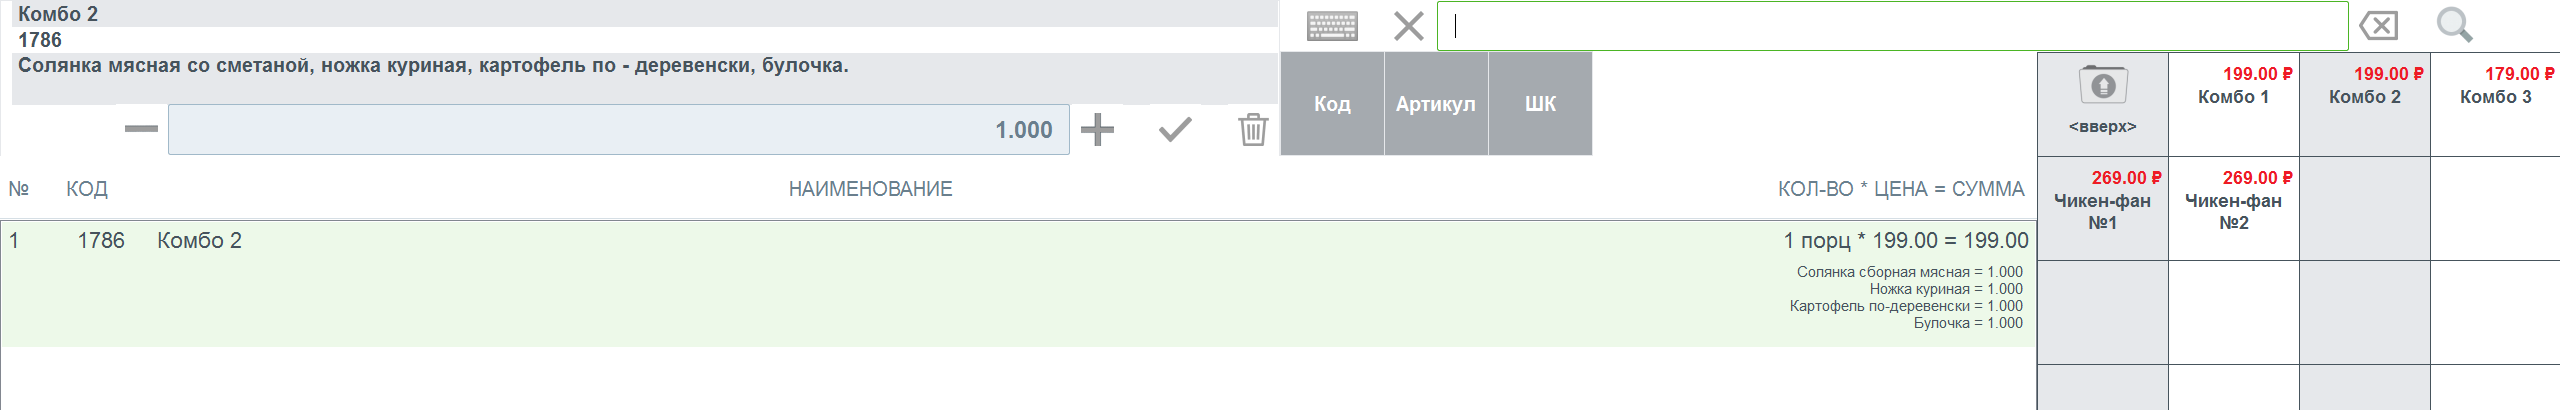 Комбо 2
1786
Солянка мясная со сметаной, ножка куриная, картофель по - деревенски, булочка.
1.000
Код Артикул ШК
№ КОД НАИМЕНОВАНИЕ КОЛ-ВО * ЦЕНА = СУММА
1 1786 Комбо 2 1 порц * 199.00 = 199.00
Солянка сборная мясная = 1.000
Ножка куриная = 1.000
Картофель по-деревенски = 1.000
Булочка = 1.000
<вверх>
199.00 ₽
Комбо 1
199.00 ₽
Комбо 2
179.00 ₽
Комбо 3
269.00 ₽
Чикен-фан
№1
269.00 ₽
Чикен-фан
№2